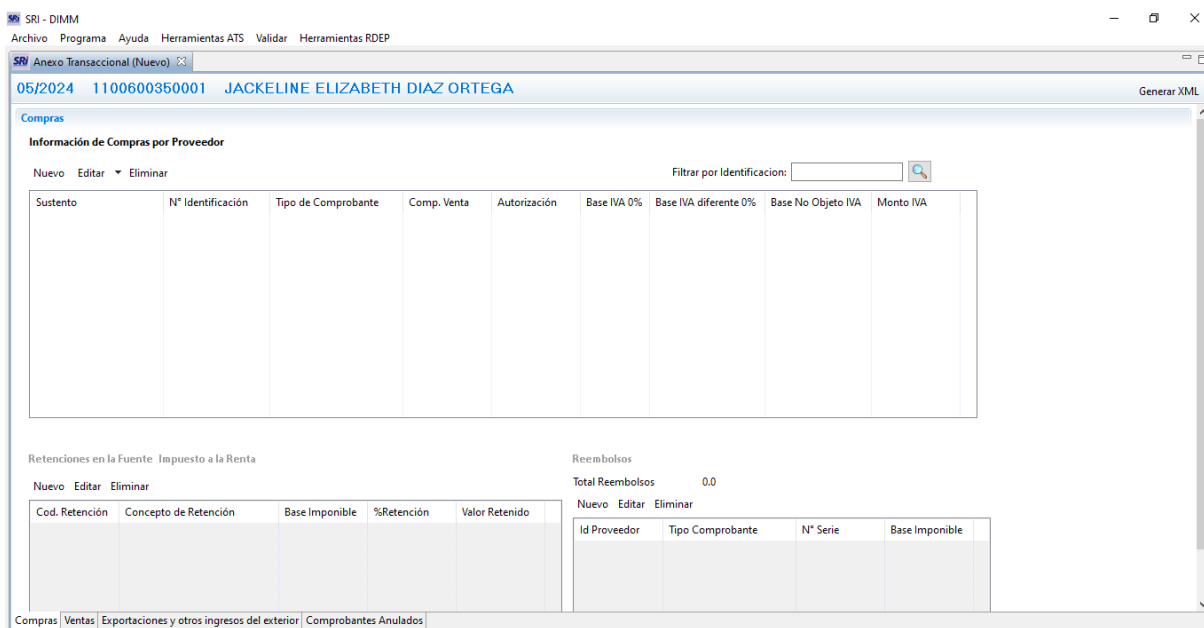 SRi SRI - DIMM
Archivo Programa Ayuda Herramientas ATS Validar Herramientas RDEP
SRi Anexo Transaccional (Nuevo)
05/2024 1100600350001 JACKELINE ELIZABETH DIAZ ORTEGA
Generar XML
Compras
Información de Compras por Proveedor
Nuevo Editar Eliminar
Filtrar por Identificacion:
Sustento N° Identificación Tipo de Comprobante Comp. Venta Autorización Base IVA 0% Base IVA diferente 0% Base No Objeto IVA Monto IVA
Retenciones en la Fuente Impuesto a la Renta
Nuevo Editar Eliminar
Cod. Retención Concepto de Retención Base Imponible %Retención Valor Retenido
Reembolsos
Total Reembolsos 0.0
Nuevo Editar Eliminar
Id Proveedor Tipo Comprobante N° Serie Base Imponible
Compras Ventas Exportaciones y otros ingresos del exterior Comprobantes Anulados